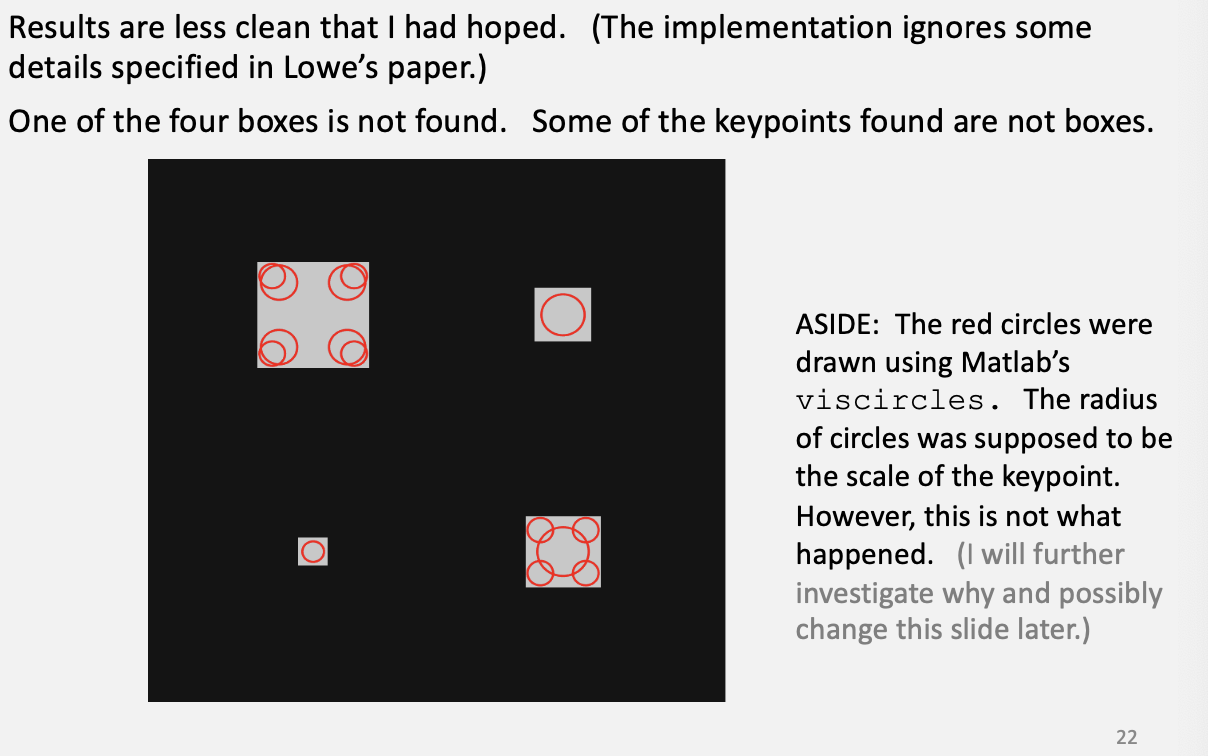 Results are less clean that I had hoped. (The implementation ignores some
details specified in Lowe’s paper.)
One of the four boxes is not found. Some of the keypoints found are not boxes.
ASIDE: The red circles were
drawn using Matlab’s
viscircles. The radius
of circles was supposed to be
the scale of the keypoint.
However, this is not what
happened. (I will further
investigate why and possibly
change this slide later.)
22